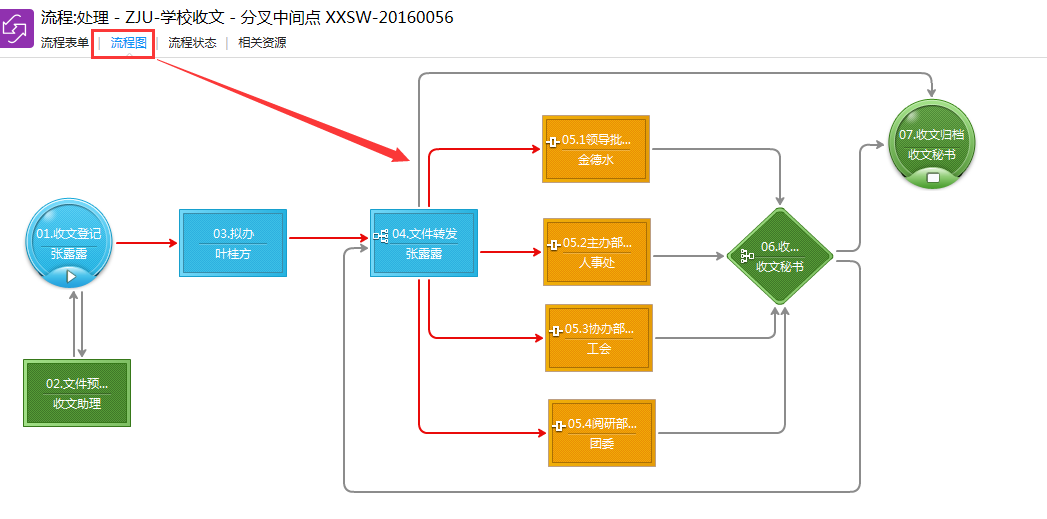 流程:处理 - ZJU-学校收文 - 分叉中间点 XXSW-20160056
流程表单 | 流程图 | 流程状态 | 相关资源
01.收文登记
张露露
02.文件预...
收文助理
03.拟办
叶桂方
04.文件转发
张露露
05.1领导批...
金德水
05.2主办部...
人事处
05.3协办部...
工会
05.4阅研部...
团委
06.收...
收文秘书
07.收文归档
收文秘书